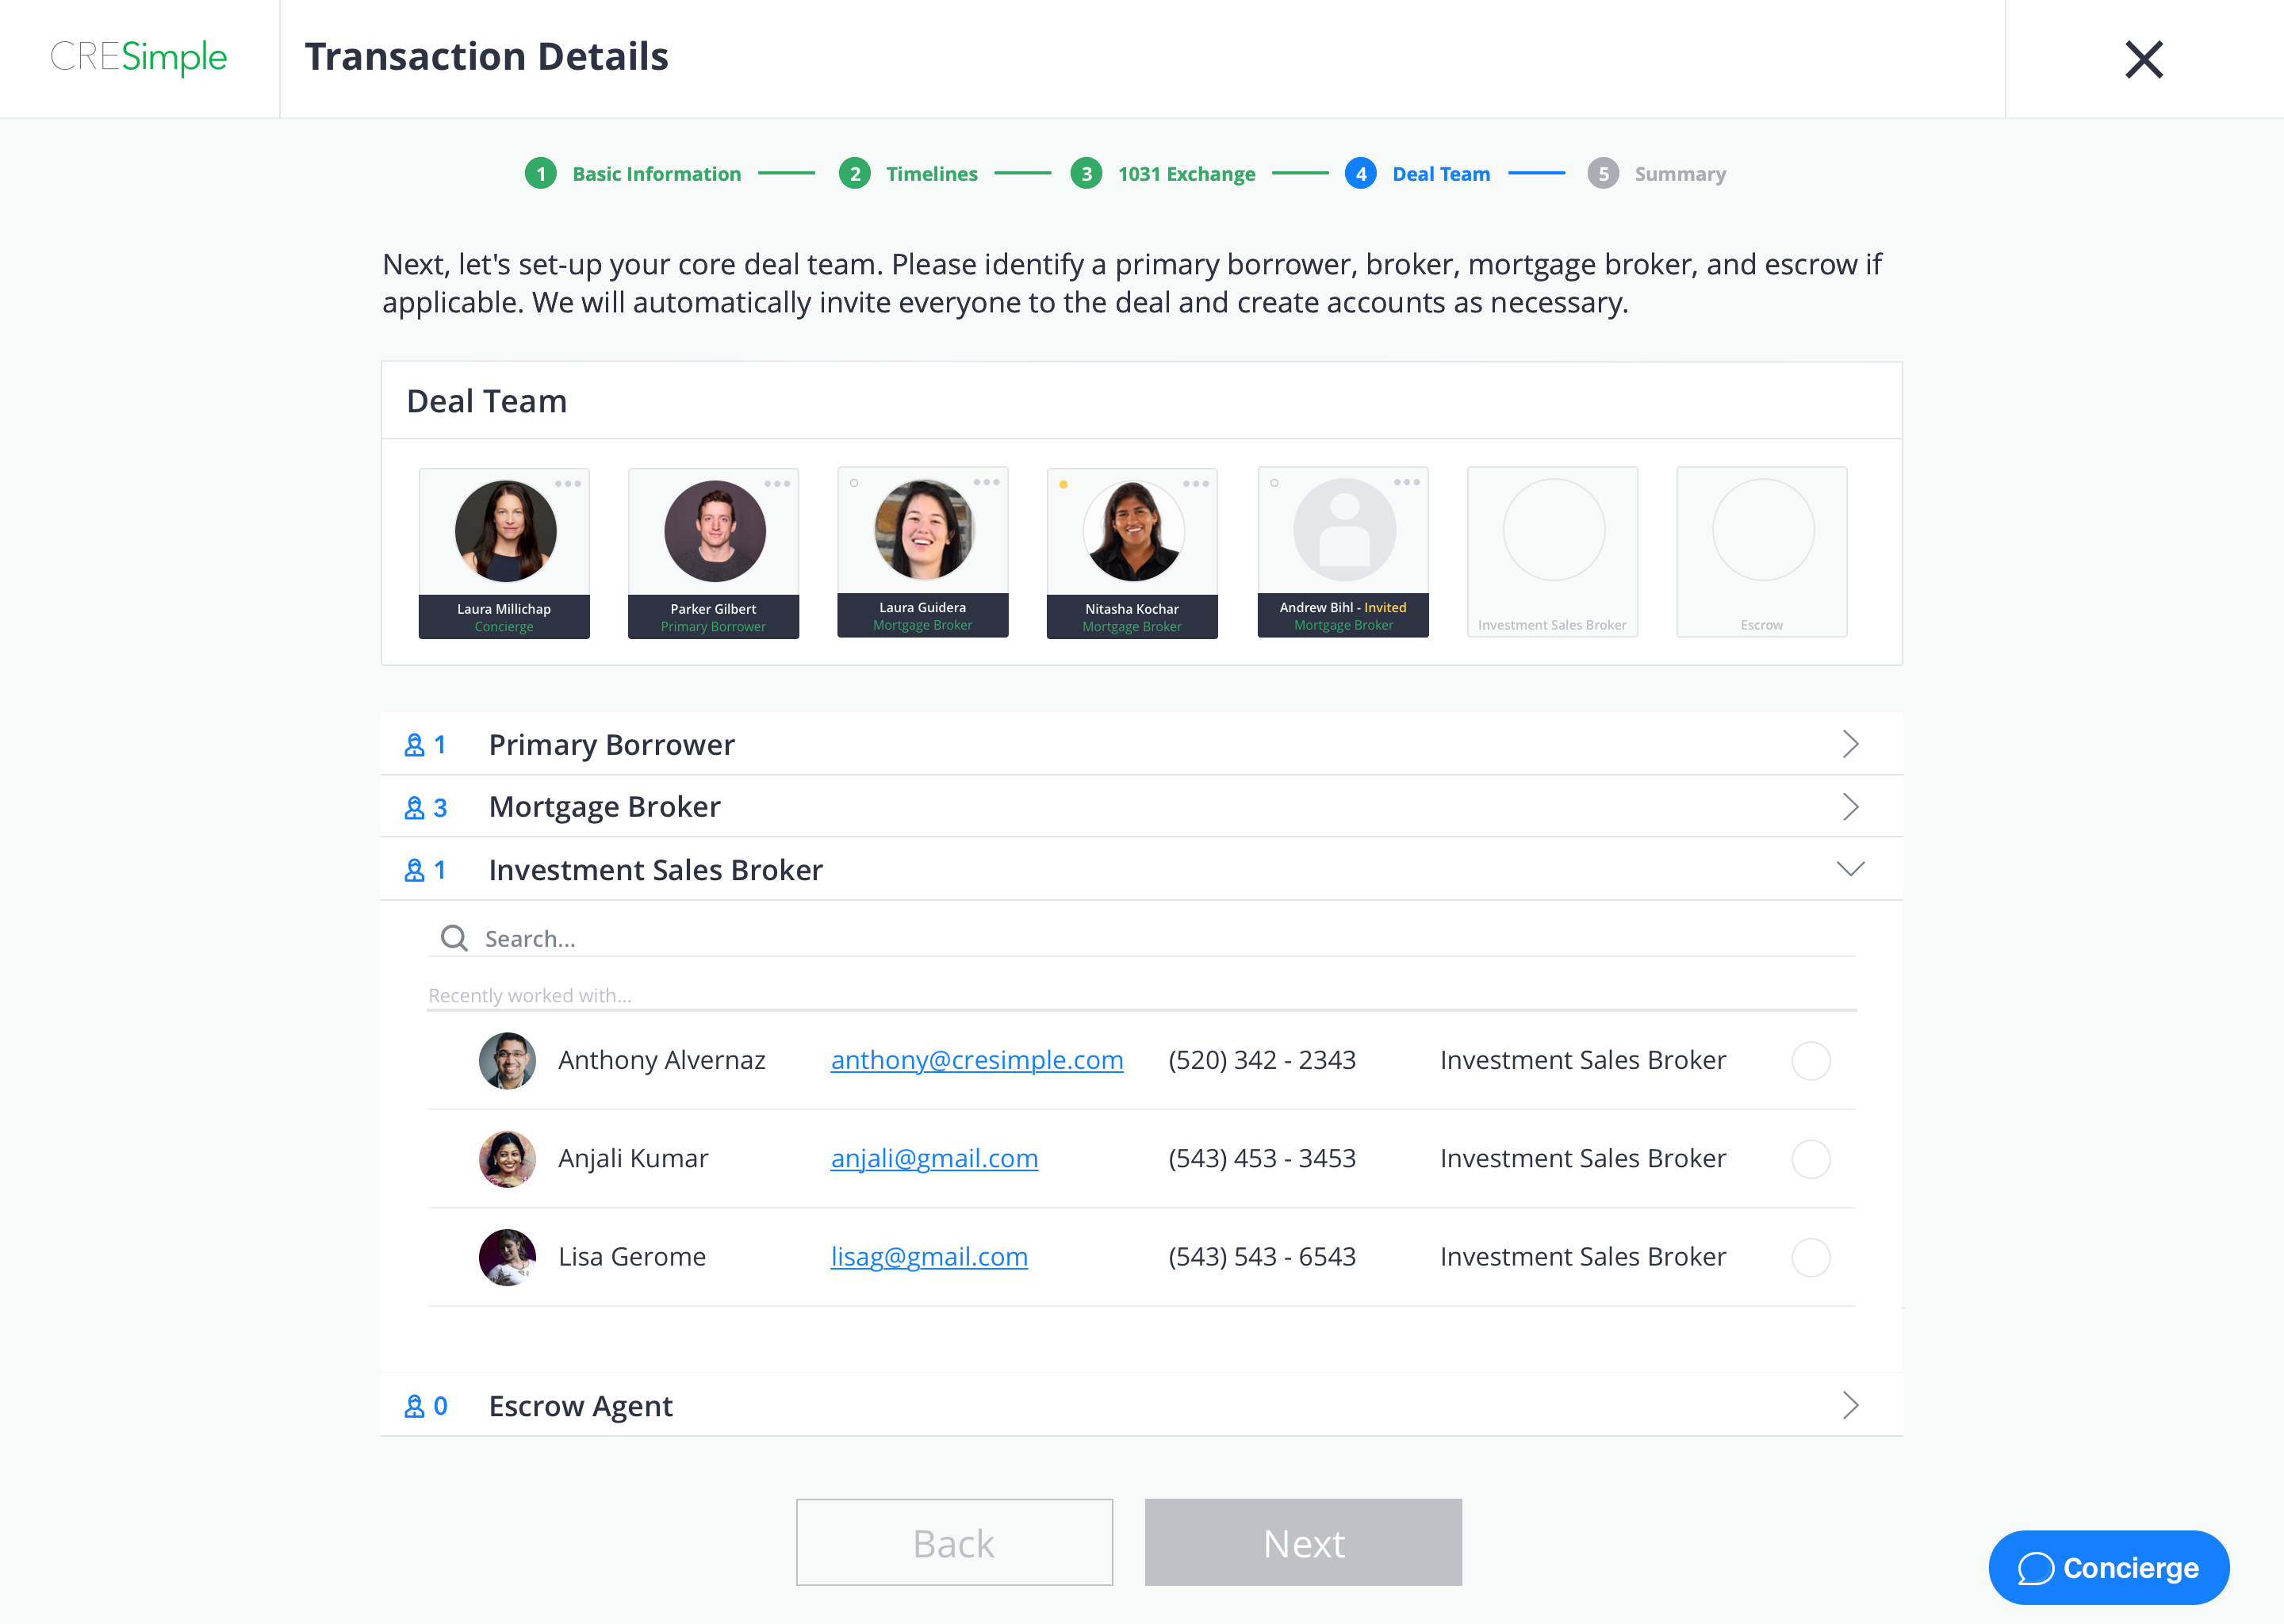 CRESimple
Transaction Details
1 Basic Information
2 Timelines
3 1031 Exchange
4 Deal Team
5 Summary
Next, let's set-up your core deal team. Please identify a primary borrower, broker, mortgage broker, and escrow if
applicable. We will automatically invite everyone to the deal and create accounts as necessary.
Deal Team
Laura Millichap
Concierge
Parker Gilbert
Primary Borrower
Laura Guidera
Mortgage Broker
Nitasha Kochar
Mortgage Broker
Andrew Bihl - Invited
Mortgage Broker
Investment Sales Broker
Escrow
1 Primary Borrower
3 Mortgage Broker
1 Investment Sales Broker
Search...
Recently worked with...
Anthony Alvernaz anthony@cresimple.com (520) 342 - 2343 Investment Sales Broker
Anjali Kumar anjali@gmail.com (543) 453 - 3453 Investment Sales Broker
Lisa Gerome lisag@gmail.com (543) 543 - 6543 Investment Sales Broker
0 Escrow Agent
Back
Next
Concierge